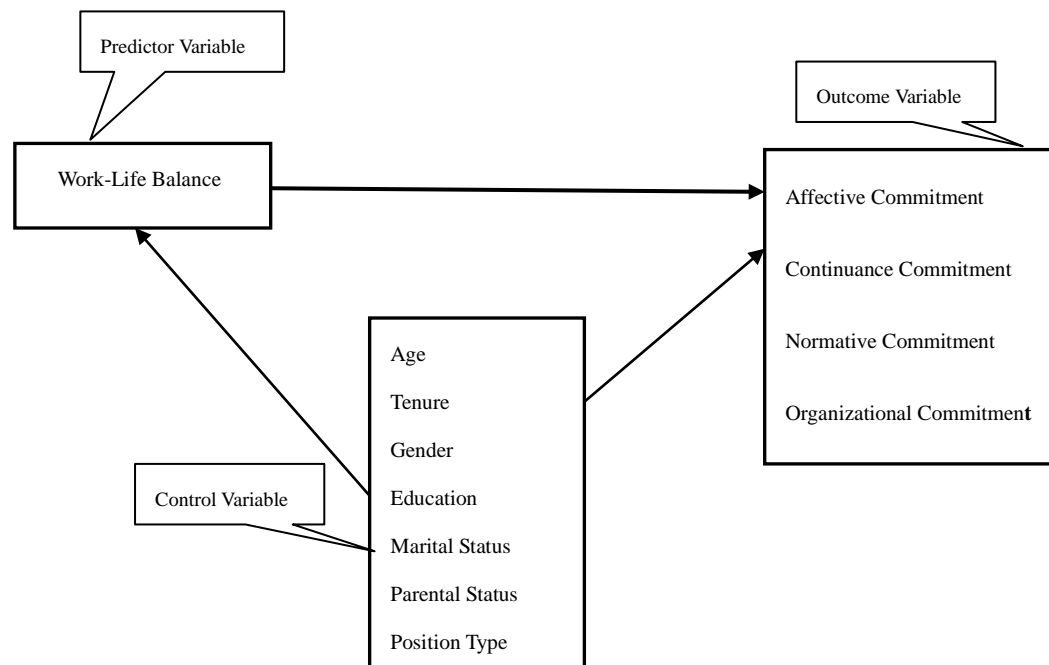 Predictor Variable
Outcome Variable
Work-Life Balance
Affective Commitment
Continuance Commitment
Normative Commitment
Organizational Commitment
Age
Tenure
Gender
Education
Marital Status
Parental Status
Position Type
Control Variable